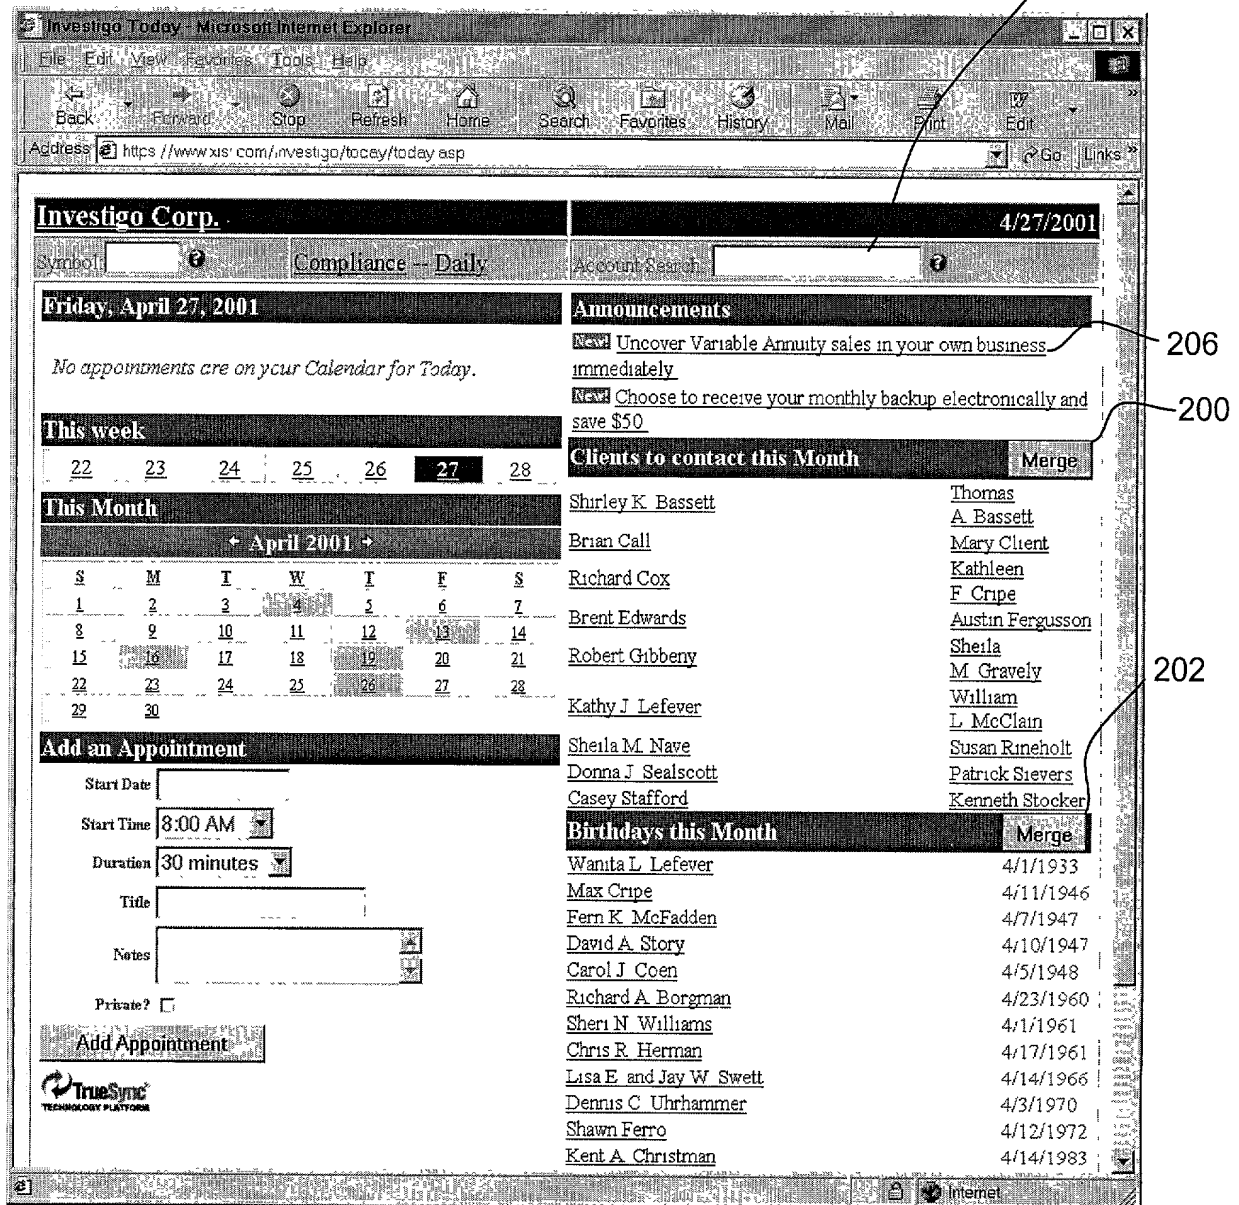 Investigo Today - Microsoft Internet Explorer
File Edit View Favorites Tools Help
Back Forward Stop Refresh Home Search Favorites History Mail Print Edit
Address https //www xis' com/investigo/today/today asp Go Links
Investigo Corp. 4/27/2001
Symbol: Compliance -- Daily Account Search:
Friday, April 27, 2001
No appointments are on your Calendar for Today.
This week
22 23 24 25 26 27 28
This Month
April 2001
S M T W T F S
1 2 3 4 5 6 7
8 9 10 11 12 13 14
15 16 17 18 19 20 21
22 23 24 25 26 27 28
29 30
Add an Appointment
Start Date
Start Time 8:00 AM
Duration 30 minutes
Title
Notes
Private?
Add Appointment
TrueSync
TECHNOLOGY PLATFORM
Announcements
New! Uncover Variable Annuity sales in your own business
immediately
New! Choose to receive your monthly backup electronically and
save $50
206
200
Clients to contact this Month Merge
Shirley K Bassett
Brian Call
Richard Cox
Brent Edwards
Robert Gibbeny
Kathy J Lefever
Sheila M. Nave
Donna J Sealscott
Casey Stafford
Thomas
A Bassett
Mary Client
Kathleen
F Cripe
Austin Fergusson
Sheila
M Gravely
William
L McClain
Susan Rineholt
Patrick Sievers
Kenneth Stocker
202
Birthdays this Month Merge
Wanita L Lefever 4/1/1933
Max Cripe 4/11/1946
Fern K McFadden 4/7/1947
David A Story 4/10/1947
Carol J Coen 4/5/1948
Richard A Borgman 4/23/1960
Sheri N Williams 4/1/1961
Chris R Herman 4/17/1961
Lisa E and Jay W Swett 4/14/1966
Dennis C Uhrhammer 4/3/1970
Shawn Ferro 4/12/1972
Kent A Christman 4/14/1983
Internet